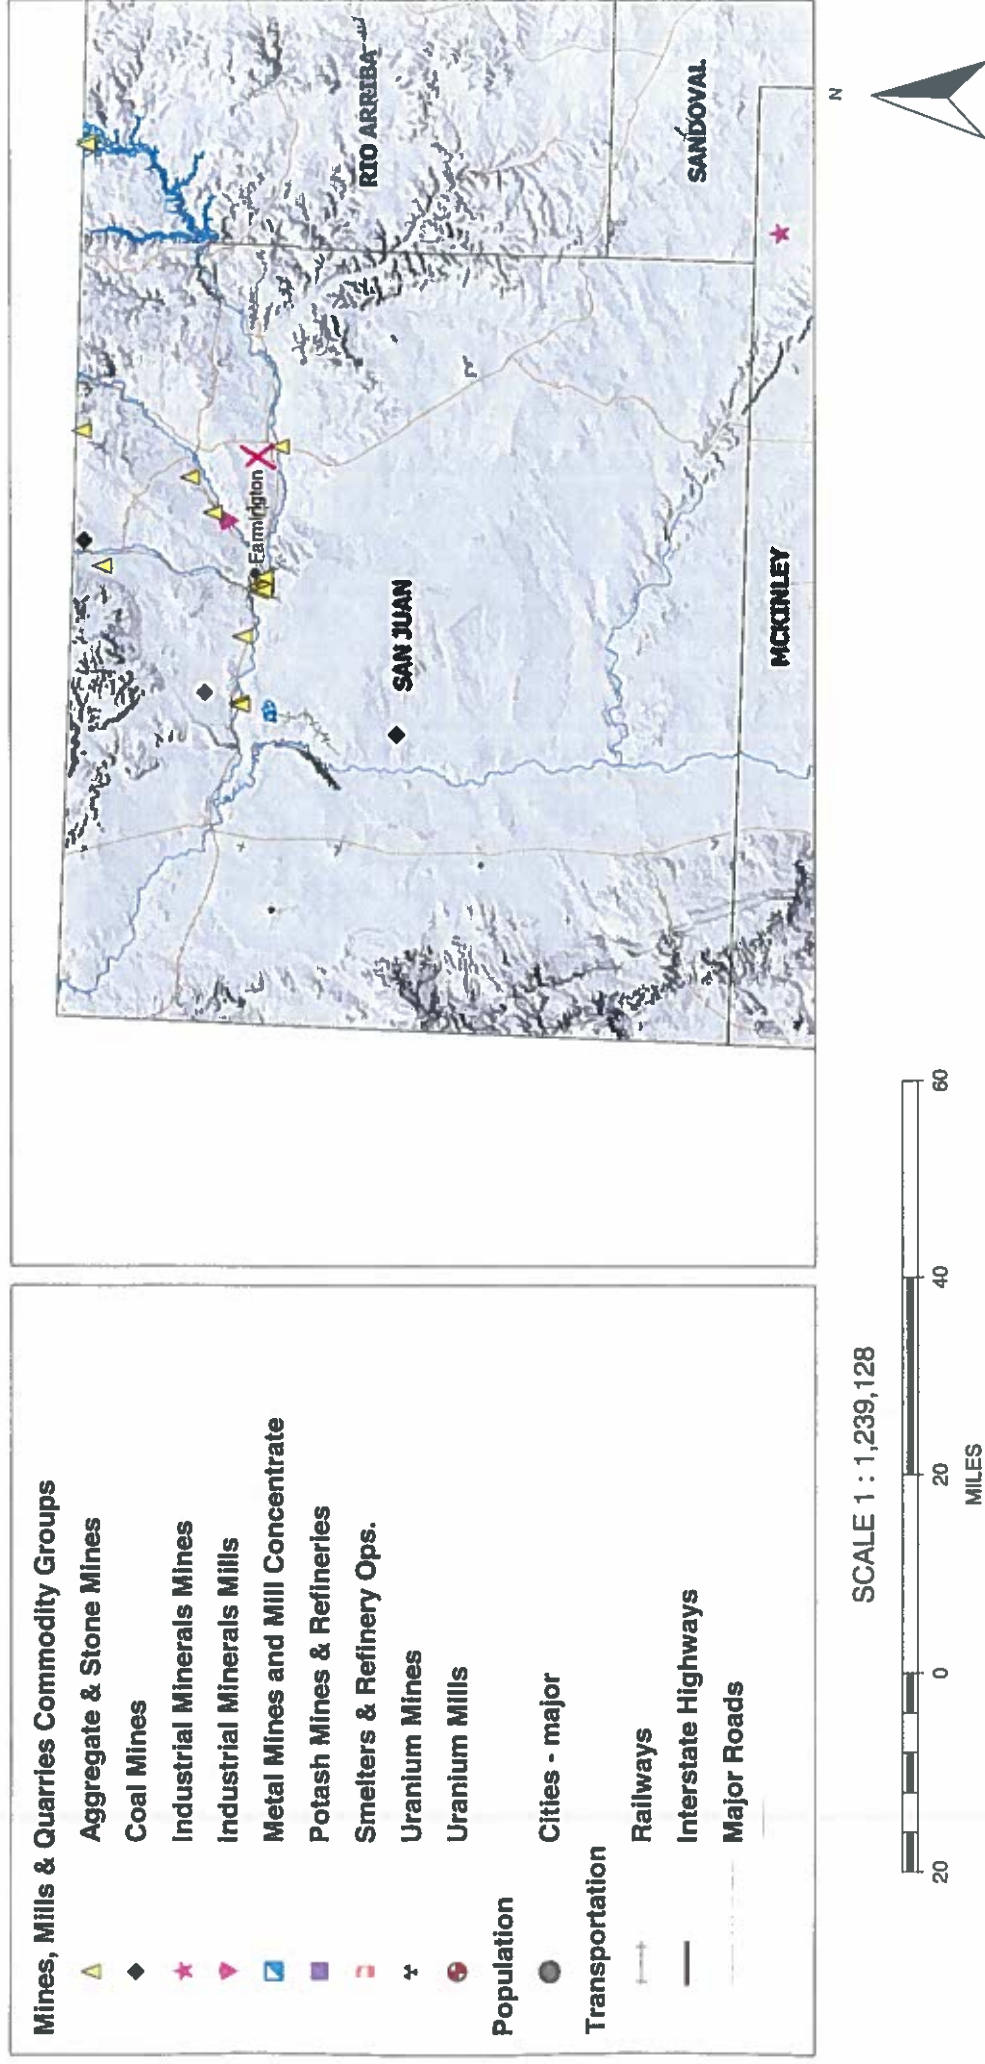 Mines, Mills & Quarries Commodity Groups
Aggregate & Stone Mines
Coal Mines
Industrial Minerals Mines
Industrial Minerals Mills
Metal Mines and Mill Concentrate
Potash Mines & Refineries
Smelters & Refinery Ops.
Uranium Mines
Uranium Mills
Population
Cities - major
Transportation
Railways
Interstate Highways
Major Roads
Farmington
SAN JUAN
RIO ARRIBA
MCKINLEY
SANDOVAL
SCALE 1 : 1,239,128
20 0 20 40 60
MILES
N